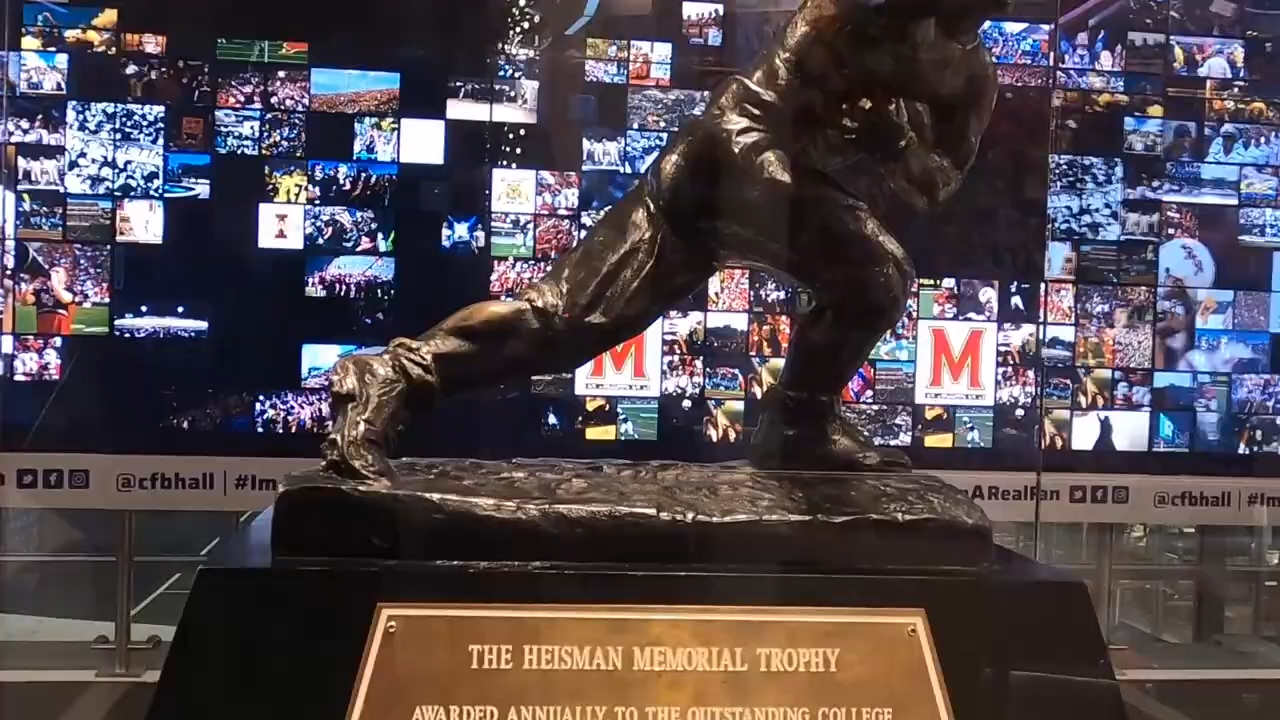 M
M
@cfbhall | #Im
ARealFan
@cfbhall | #Im
THE HEISMAN MEMORIAL TROPHY
AWARDED ANNUALLY TO THE OUTSTANDING COLLEGE